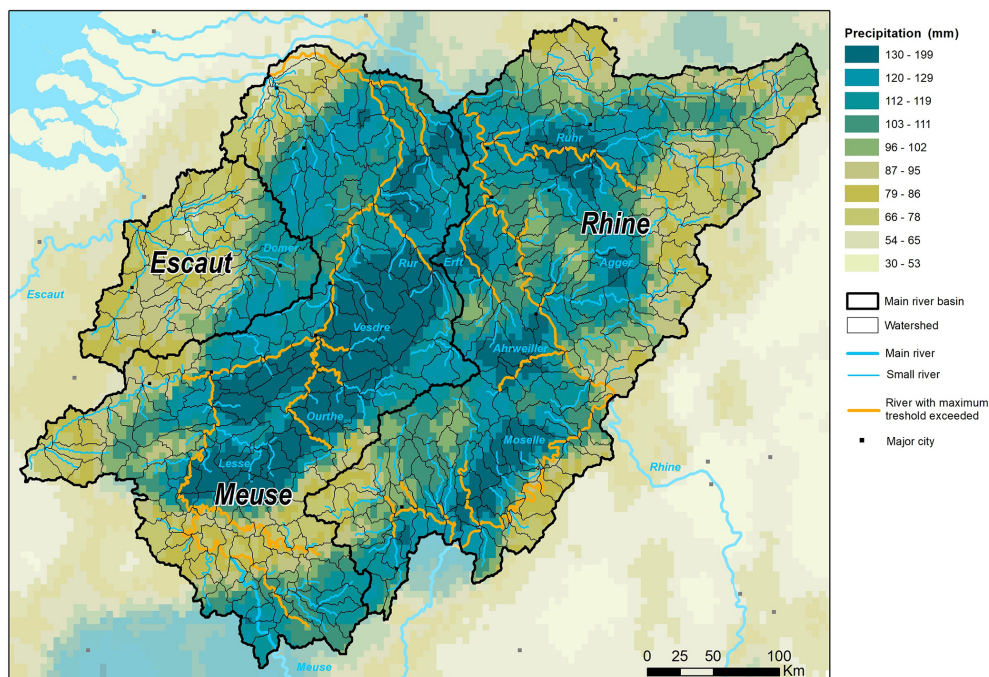 Precipitation (mm)
130 - 199
120 - 129
112 - 119
103 - 111
96 - 102
87 - 95
79 - 86
66 - 78
54 - 65
30 - 53
Main river basin
Watershed
Main river
Small river
River with maximum
treshold exceeded
Major city
Ruhr
Rhine
Escaut
Demer
Rur
Erft
Agger
Escaut
Vesdre
Ahrweiller
Ourthe
Moselle
Lesse
Meuse
Rhine
Meuse
0 25 50 100
Km